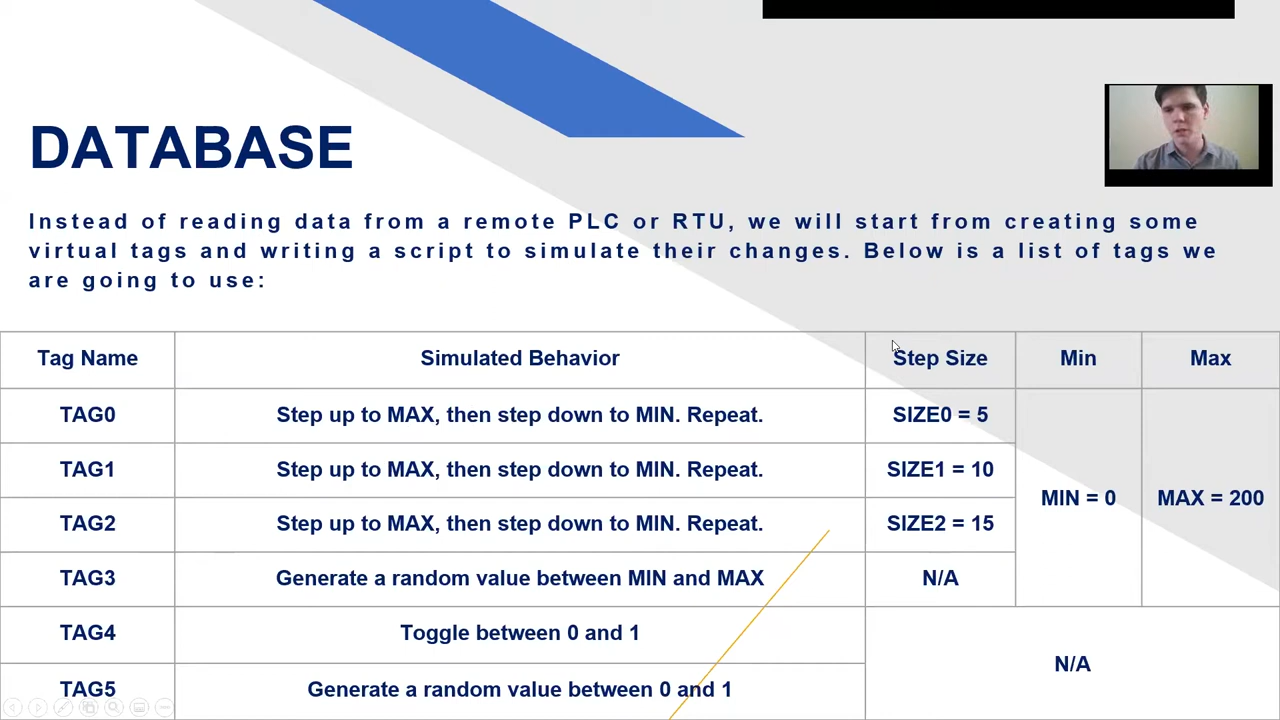 DATABASE
Instead of reading data from a remote PLC or RTU, we will start from creating some
virtual tags and writing a script to simulate their changes. Below is a list of tags we
are going to use:
Tag Name Simulated Behavior Step Size Min Max
TAG0 Step up to MAX, then step down to MIN. Repeat. SIZE0 = 5
TAG1 Step up to MAX, then step down to MIN. Repeat. SIZE1 = 10
MIN = 0 MAX = 200
TAG2 Step up to MAX, then step down to MIN. Repeat. SIZE2 = 15
TAG3 Generate a random value between MIN and MAX N/A
TAG4 Toggle between 0 and 1
N/A
TAG5 Generate a random value between 0 and 1